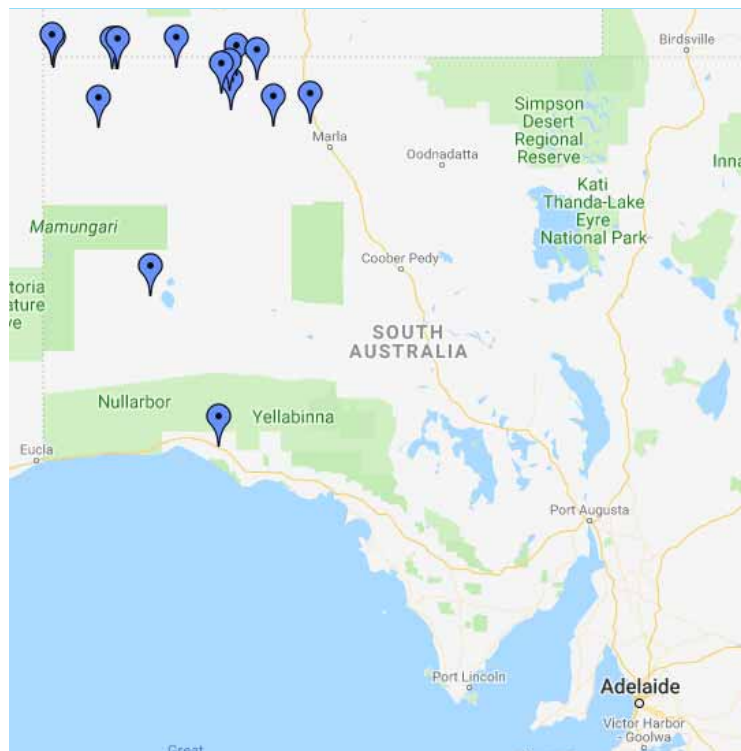 Birdsville
Simpson
Desert
Regional
Reserve
Marla
Oodnadatta
Inna
Kati
Thanda-Lake
Eyre
National Park
Mamungari
Coober Pedy
toria
ature
ve
SOUTH
AUSTRALIA
Nullarbor
Yellabinna
Eucla
Port Augusta
Port Lincoln
Adelaide
Victor Harbor
- Goolwa
Great